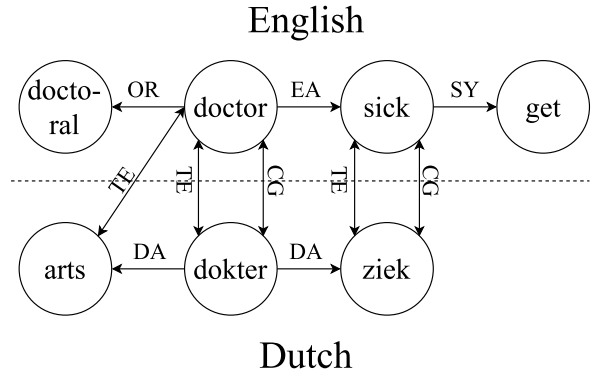 English
OR
EA
SY
docto-
ral
doctor
sick
get
TE
TE
CG
TE
CG
DA
DA
arts
dokter
ziek
Dutch